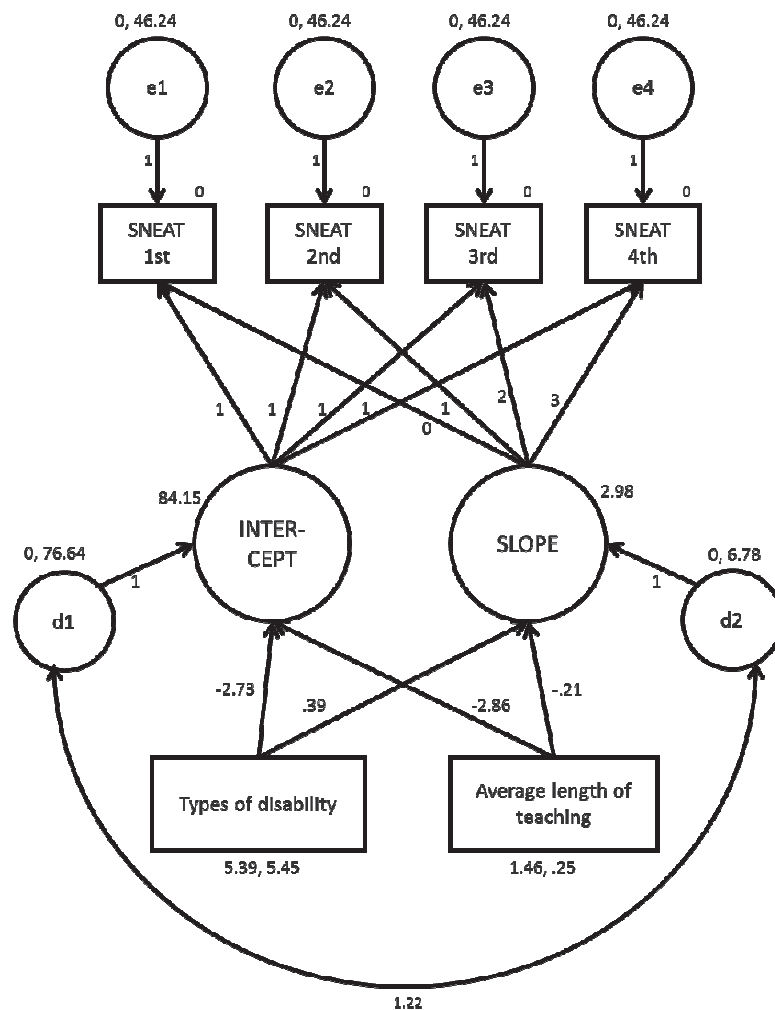 0, 46.24
0, 46.24
0, 46.24
0, 46.24
e1
e2
e3
e4
1
1
1
1
0
0
0
0
SNEAT
1st
SNEAT
2nd
SNEAT
3rd
SNEAT
4th
1
1
1
1
0
1
2
3
84.15
2.98
INTER-
CEPT
SLOPE
0, 76.64
0, 6.78
1
1
d1
d2
-2.73
.39
-2.86
-.21
Types of disability
Average length of
teaching
5.39, 5.45
1.46, .25
1.22